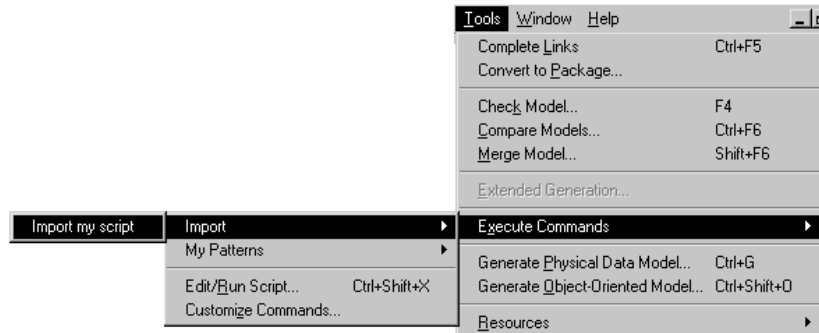 Tools Window Help
Complete Links Ctrl+F5
Convert to Package...
Check Model... F4
Compare Models... Ctrl+F6
Merge Model... Shift+F6
Extended Generation...
Import my script Import Execute Commands
My Patterns
Generate Physical Data Model... Ctrl+G
Edit/Run Script... Ctrl+Shift+X Generate Object-Oriented Model... Ctrl+Shift+O
Customize Commands...
Resources